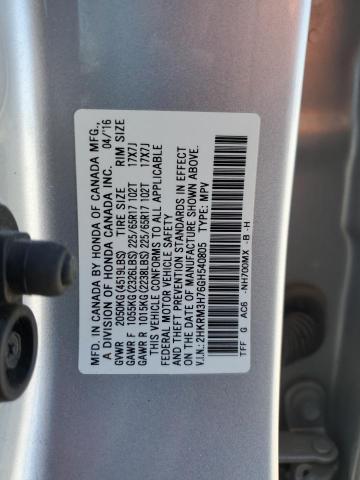 MFD. IN CANADA BY HONDA OF CANADA MFG.,
A DIVISION OF HONDA CANADA INC. 04/16
GVWR 2050KG(4519LBS) TIRE SIZE RIM SIZE
GAWR F 1055KG(2326LBS) 225/65R17 102T 17X7J
GAWR R 1015KG(2238LBS) 225/65R17 102T 17X7J
THIS VEHICLE CONFORMS TO ALL APPLICABLE
FEDERAL MOTOR VEHICLE SAFETY
AND THEFT PREVENTION STANDARDS IN EFFECT
ON THE DATE OF MANUFACTURE SHOWN ABOVE.
V.I.N.: 2HKRM3H76GH540805 TYPE: MPV
TFF G AC6 -NH700MX -B -H